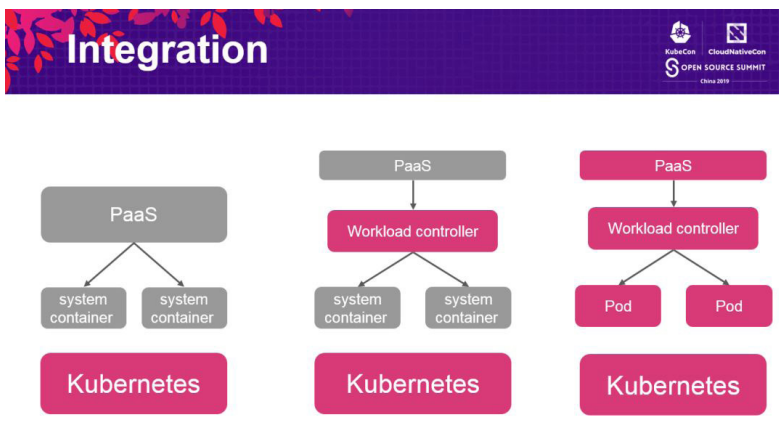 Integration
KubeCon
CloudNativeCon
OPEN SOURCE SUMMIT
China 2019
PaaS
system
container
system
container
Kubernetes
PaaS
Workload controller
system
container
system
container
Kubernetes
PaaS
Workload controller
Pod
Pod
Kubernetes